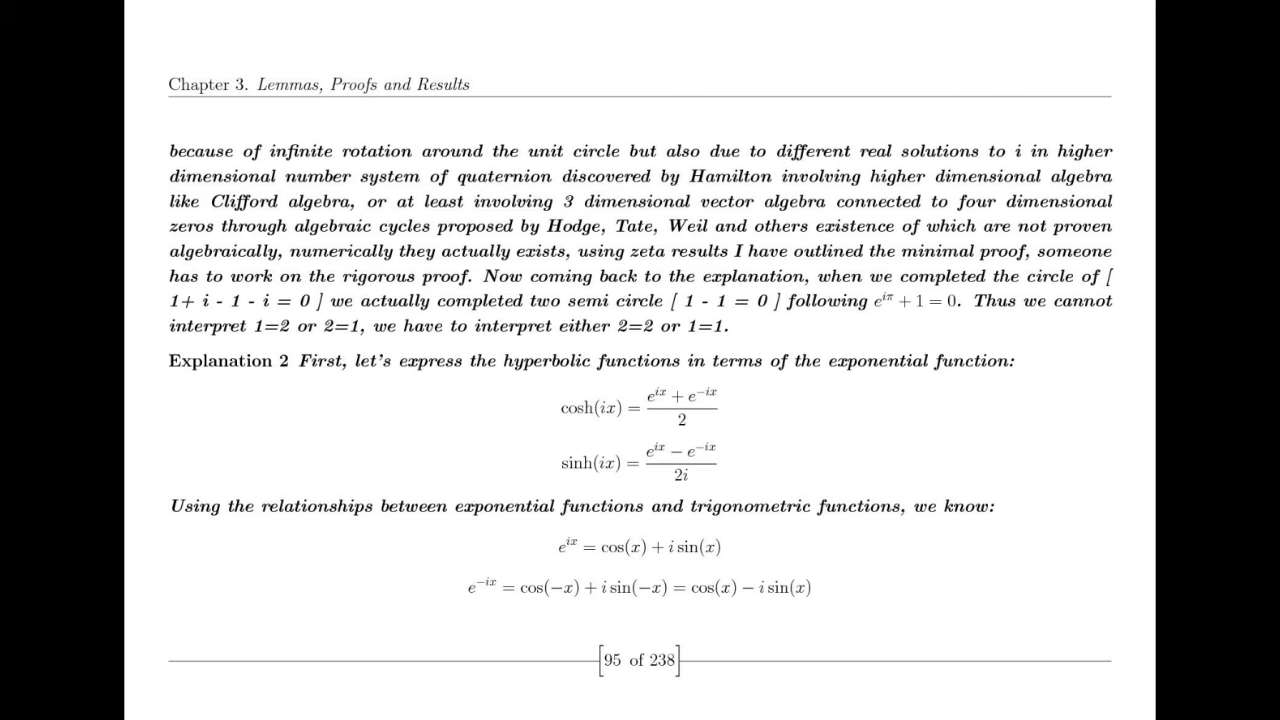 Chapter 3. Lemmas, Proofs and Results
because of infinite rotation around the unit circle but also due to different real solutions to i in higher
dimensional number system of quaternion discovered by Hamilton involving higher dimensional algebra
like Clifford algebra, or at least involving 3 dimensional vector algebra connected to four dimensional
zeros through algebraic cycles proposed by Hodge, Tate, Weil and others existence of which are not proven
algebraically, numerically they actually exists, using zeta results I have outlined the minimal proof, someone
has to work on the rigorous proof. Now coming back to the explanation, when we completed the circle of [
1+ i - 1 - i = 0 ] we actually completed two semi circle [ 1 - 1 = 0 ] following e^{iπ} + 1 = 0. Thus we cannot
interpret 1=2 or 2=1, we have to interpret either 2=2 or 1=1.
Explanation 2 First, let's express the hyperbolic functions in terms of the exponential function:
cosh(ix) = \frac{e^{ix} + e^{-ix}}{2}
sinh(ix) = \frac{e^{ix} - e^{-ix}}{2i}
Using the relationships between exponential functions and trigonometric functions, we know:
e^{ix} = cos(x) + i sin(x)
e^{-ix} = cos(−x) + i sin(−x) = cos(x) − i sin(x)
[95 of 238]